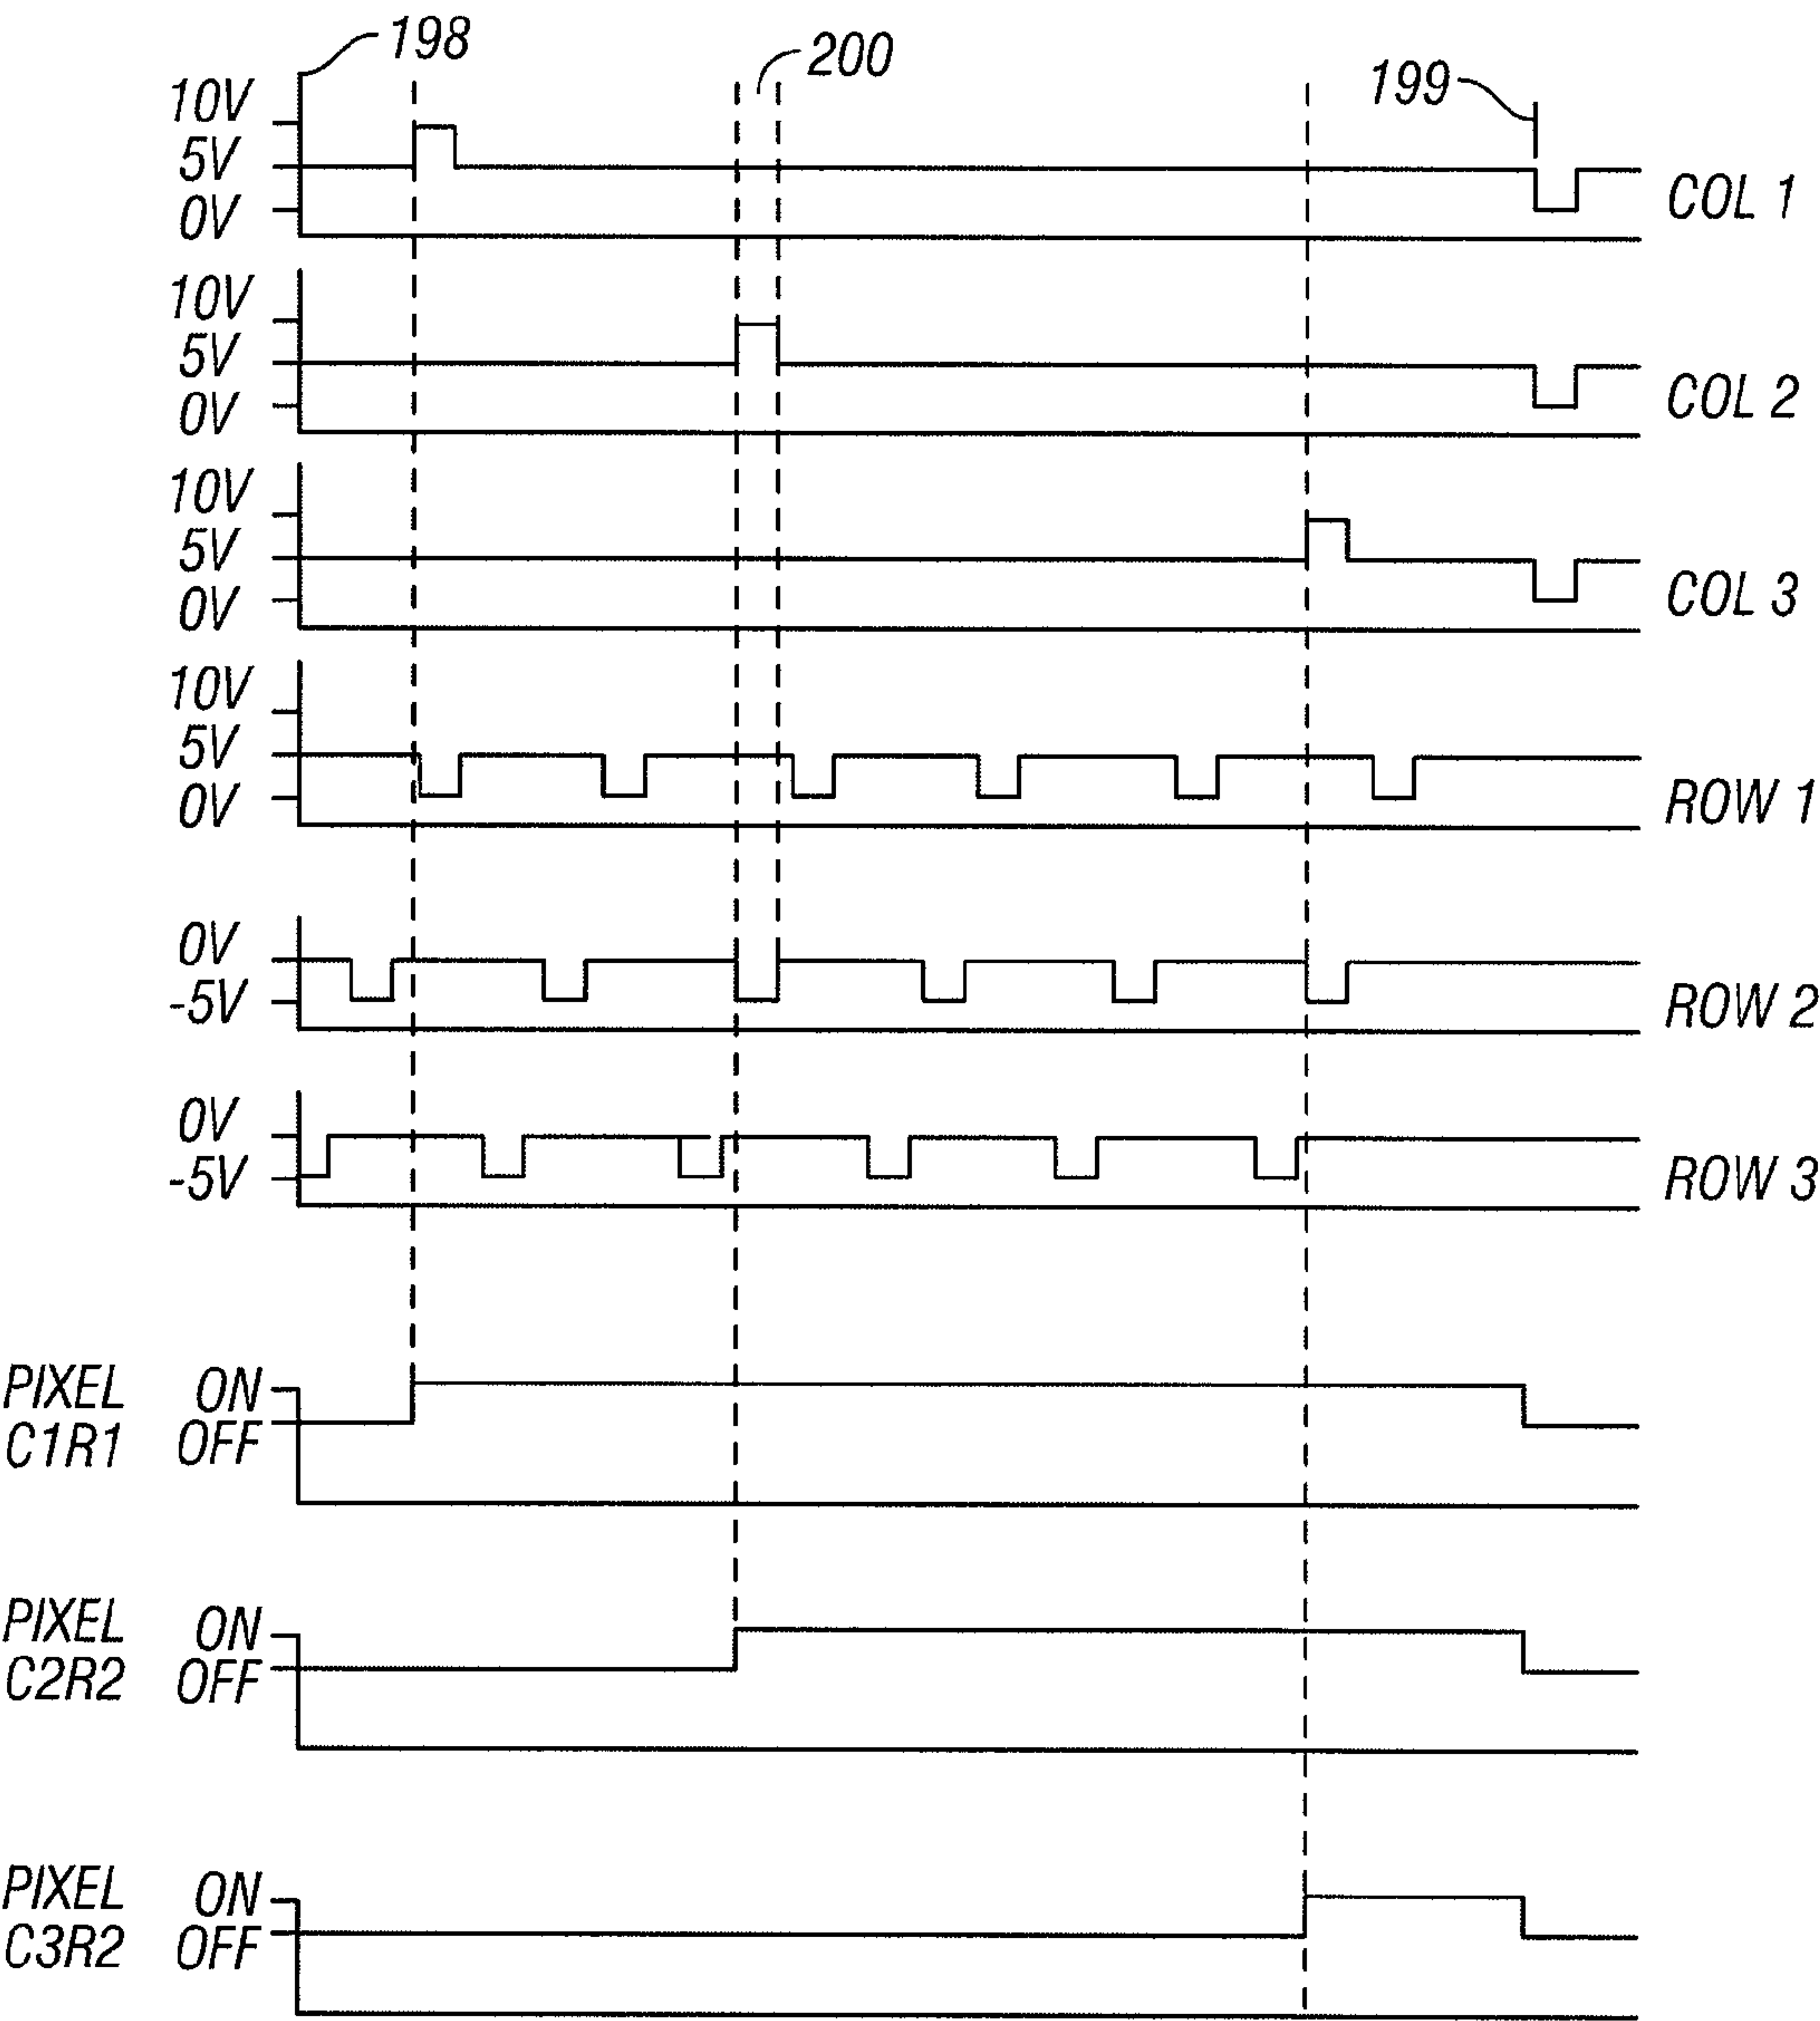 198
200
199
10V
5V
0V
COL 1
10V
5V
0V
COL 2
10V
5V
0V
COL 3
10V
5V
0V
ROW 1
0V
-5V
ROW 2
0V
-5V
ROW 3
PIXEL ON
C1R1 OFF
PIXEL ON
C2R2 OFF
PIXEL ON
C3R2 OFF